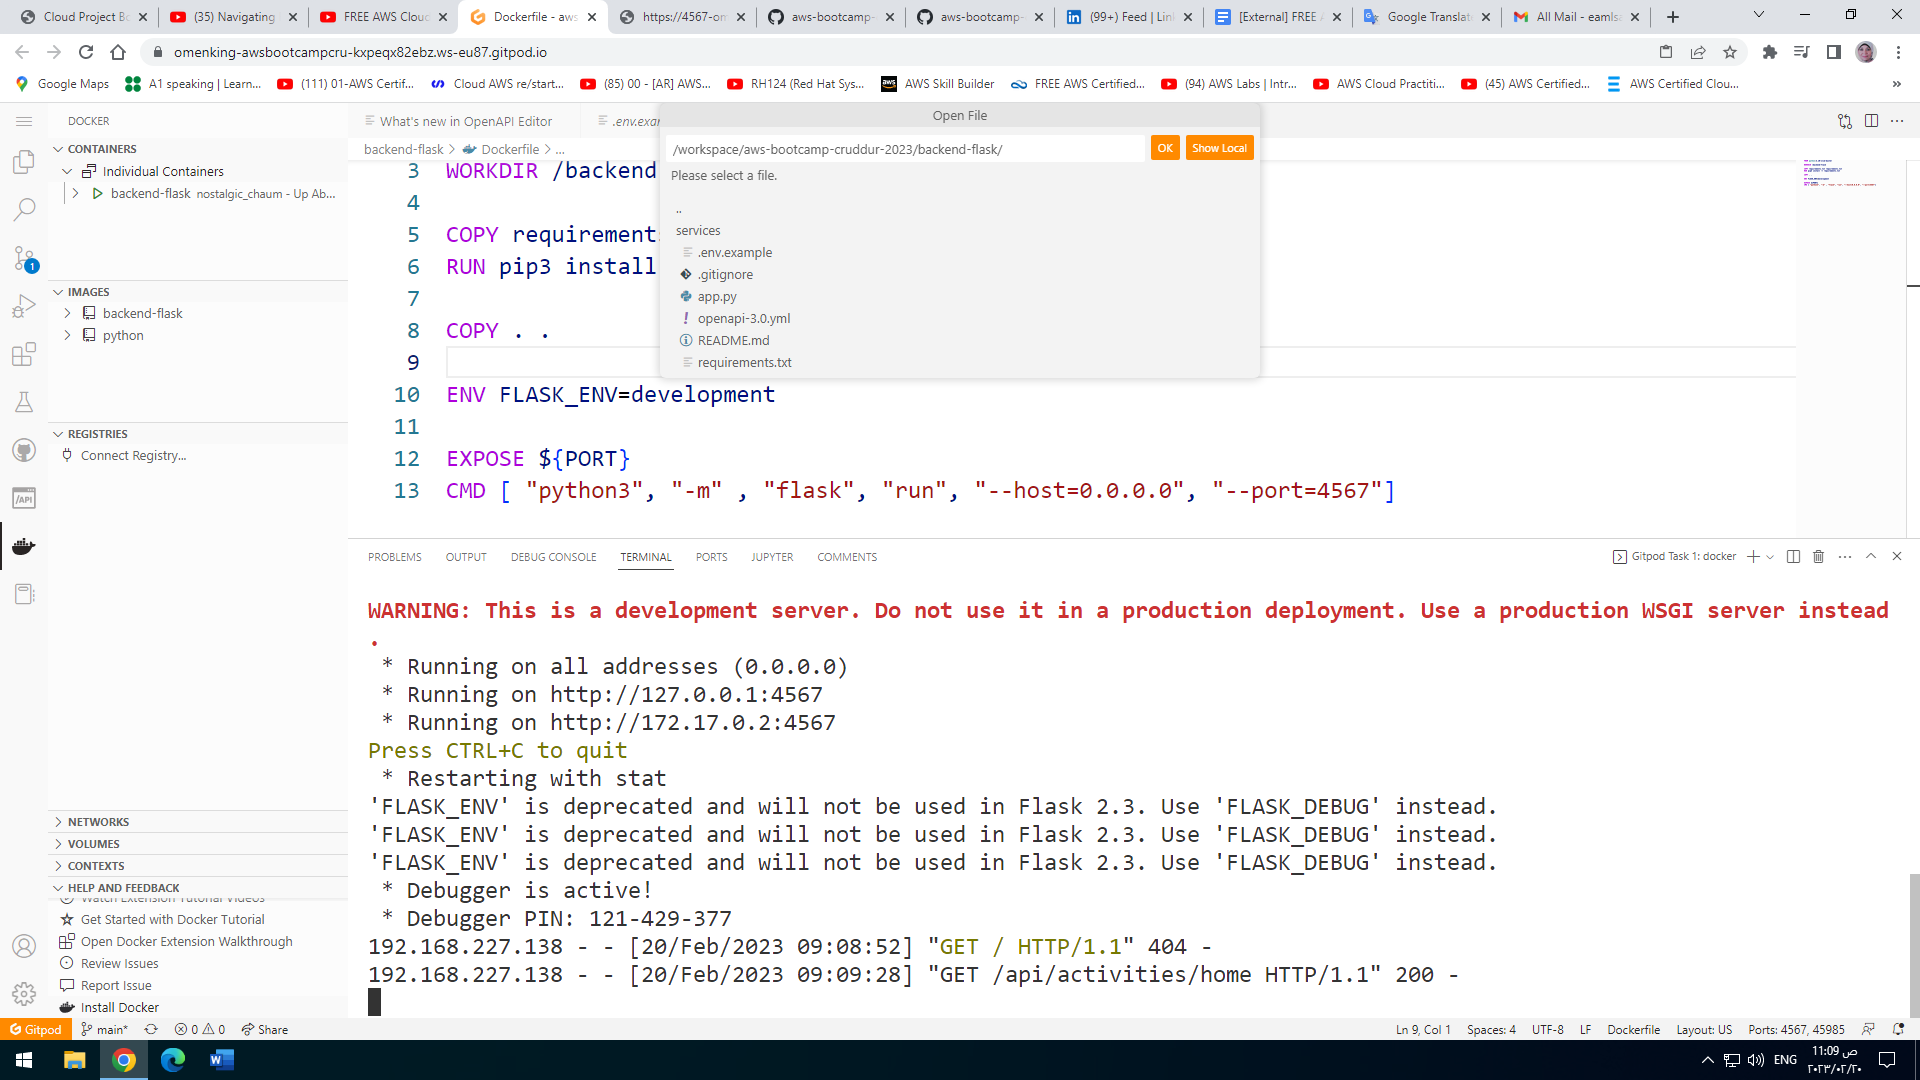 Cloud Project Bo
(35) Navigating
FREE AWS Cloud
Dockerfile - aws
https://4567-om
aws-bootcamp-
aws-bootcamp-
(99+) Feed | Lin
[External] FREE A
Google Translat
All Mail - eamlsa
omenking-awsbootcampcru-kxpeqx82ebz.ws-eu87.gitpod.io
Google Maps
A1 speaking | Learn...
(111) 01-AWS Certif...
Cloud AWS re/start...
(85) 00 - [AR] AWS...
RH124 (Red Hat Sys...
AWS Skill Builder
FREE AWS Certified...
(94) AWS Labs | Intr...
AWS Cloud Practiti...
(45) AWS Certified...
AWS Certified Clou...
»
DOCKER
CONTAINERS
Individual Containers
backend-flask nostalgic_chaum - Up Ab...
IMAGES
backend-flask
python
REGISTRIES
Connect Registry...
NETWORKS
VOLUMES
CONTEXTS
HELP AND FEEDBACK
Watch Extension Tutorial Videos
Get Started with Docker Tutorial
Open Docker Extension Walkthrough
Review Issues
Report Issue
Install Docker
1
/API
What's new in OpenAPI Editor
.env.exa
backend-flask > Dockerfile > ...
Open File
/workspace/aws-bootcamp-cruddur-2023/backend-flask/
OK
Show Local
Please select a file.
..
services
.env.example
.gitignore
app.py
openapi-3.0.yml
README.md
requirements.txt
3 WORKDIR /backend
4
5 COPY requirements
6 RUN pip3 install
7
8 COPY . .
9
10 ENV FLASK_ENV=development
11
12 EXPOSE ${PORT}
13 CMD [ "python3", "-m" , "flask", "run", "--host=0.0.0.0", "--port=4567"]
PROBLEMS
OUTPUT
DEBUG CONSOLE
TERMINAL
PORTS
JUPYTER
COMMENTS
Gitpod Task 1: docker
WARNING: This is a development server. Do not use it in a production deployment. Use a production WSGI server instead
.
* Running on all addresses (0.0.0.0)
* Running on http://127.0.0.1:4567
* Running on http://172.17.0.2:4567
Press CTRL+C to quit
* Restarting with stat
'FLASK_ENV' is deprecated and will not be used in Flask 2.3. Use 'FLASK_DEBUG' instead.
'FLASK_ENV' is deprecated and will not be used in Flask 2.3. Use 'FLASK_DEBUG' instead.
'FLASK_ENV' is deprecated and will not be used in Flask 2.3. Use 'FLASK_DEBUG' instead.
* Debugger is active!
* Debugger PIN: 121-429-377
192.168.227.138 - - [20/Feb/2023 09:08:52] "GET / HTTP/1.1" 404 -
192.168.227.138 - - [20/Feb/2023 09:09:28] "GET /api/activities/home HTTP/1.1" 200 -
Gitpod
main*
0
0
Share
Ln 9, Col 1
Spaces: 4
UTF-8
LF
Dockerfile
Layout: US
Ports: 4567, 45985
ENG
11:09 ص
٢٠٢٣/٠٢/٢٠